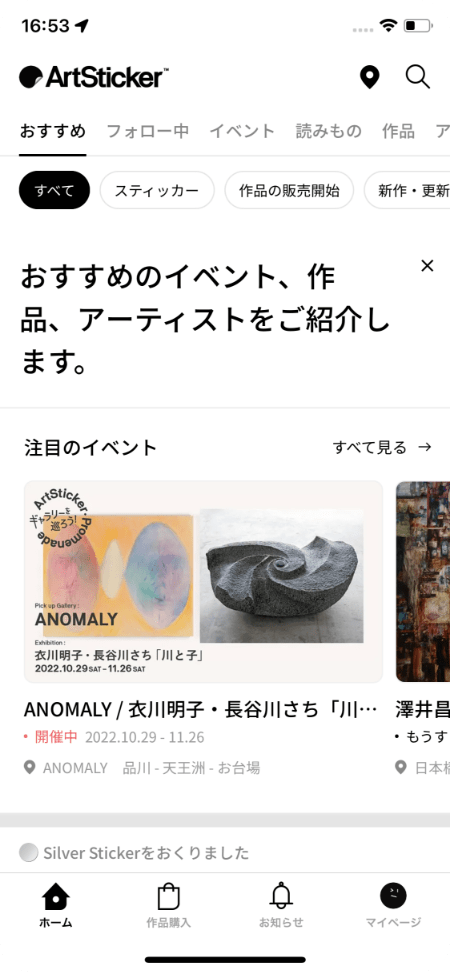 16:53
ArtSticker™
おすすめ フォロー中 イベント 読みもの 作品 ア
すべて スティッカー 作品の販売開始 新作・更新
おすすめのイベント、作
品、アーティストをご紹介し
ます。
注目のイベント すべて見る →
ArtSticker・Promenade
ギャラリーを
巡ろう!
Pick up Gallery :
ANOMALY
Exhibition :
衣川明子・長谷川さち「川と子」
2022.10.29 SAT - 11.26 SAT
ANOMALY / 衣川明子・長谷川さち「川…
開催中 2022.10.29 - 11.26
ANOMALY 品川 - 天王洲 - お台場
澤井昌
・もうす
日本橋
Silver Stickerをおくりました
ホーム 作品購入 お知らせ マイページ